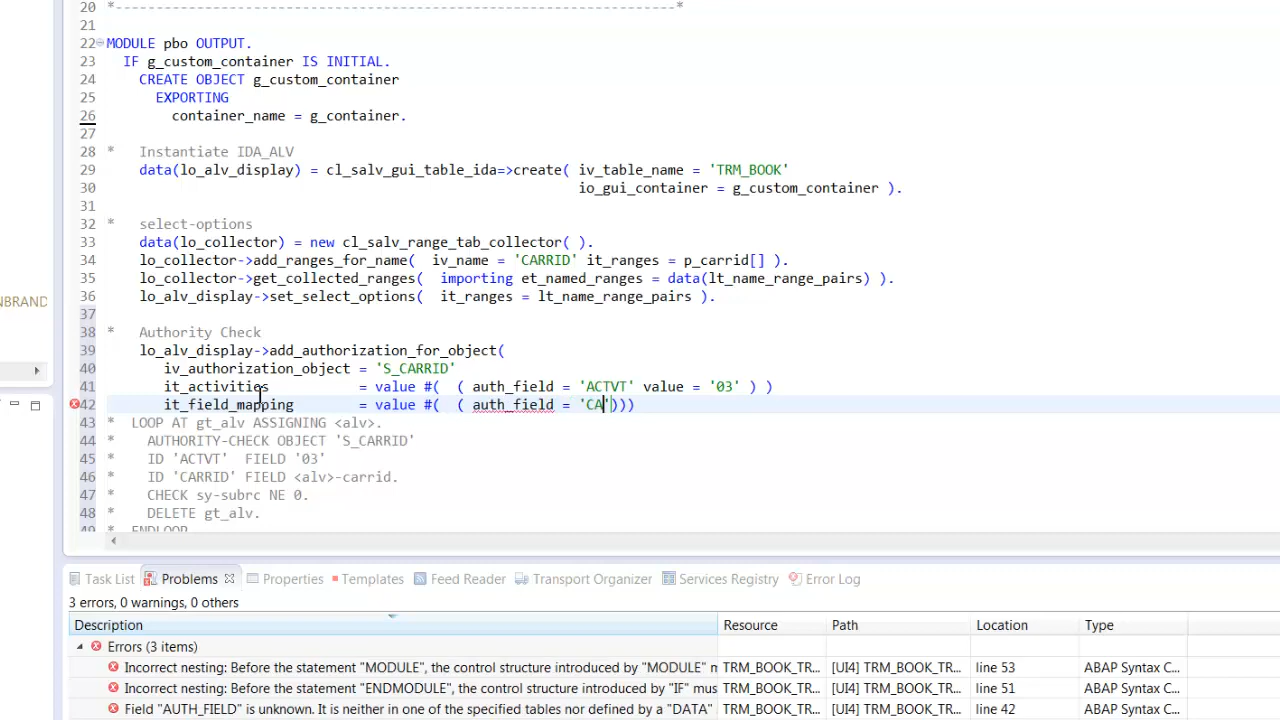 20 *---------------------------------------------------------------------*
21
22 MODULE pbo OUTPUT.
23 IF g_custom_container IS INITIAL.
24 CREATE OBJECT g_custom_container
25 EXPORTING
26 container_name = g_container.
27
28 * Instantiate IDA_ALV
29 data(lo_alv_display) = cl_salv_gui_table_ida=>create( iv_table_name = 'TRM_BOOK'
30 io_gui_container = g_custom_container ).
31
32 * select-options
33 data(lo_collector) = new cl_salv_range_tab_collector( ).
34 lo_collector->add_ranges_for_name( iv_name = 'CARRID' it_ranges = p_carrid[] ).
35 lo_collector->get_collected_ranges( importing et_named_ranges = data(lt_name_range_pairs) ).
NBRAND
36 lo_alv_display->set_select_options( it_ranges = lt_name_range_pairs ).
37
38 * Authority Check
39 lo_alv_display->add_authorization_for_object(
40 iv_authorization_object = 'S_CARRID'
41 it_activities = value #( ( auth_field = 'ACTVT' value = '03' ) )
42 it_field_mapping = value #( ( auth_field = 'CA')))
43 * LOOP AT gt_alv ASSIGNING <alv>.
44 * AUTHORITY-CHECK OBJECT 'S_CARRID'
45 * ID 'ACTVT' FIELD '03'
46 * ID 'CARRID' FIELD <alv>-carrid.
47 * CHECK sy-subrc NE 0.
48 * DELETE gt_alv.
49 * ENDLOOP
Task List Problems Properties Templates Feed Reader Transport Organizer Services Registry Error Log
3 errors, 0 warnings, 0 others
Description Resource Path Location Type
Errors (3 items)
Incorrect nesting: Before the statement "MODULE", the control structure introduced by "MODULE" m TRM_BOOK_TR... [UI4] TRM_BOOK_TR... line 53 ABAP Syntax C...
Incorrect nesting: Before the statement "ENDMODULE", the control structure introduced by "IF" mus TRM_BOOK_TR... [UI4] TRM_BOOK_TR... line 51 ABAP Syntax C...
Field "AUTH_FIELD" is unknown. It is neither in one of the specified tables nor defined by a "DATA" TRM_BOOK_TR... [UI4] TRM_BOOK_TR... line 42 ABAP Syntax C...